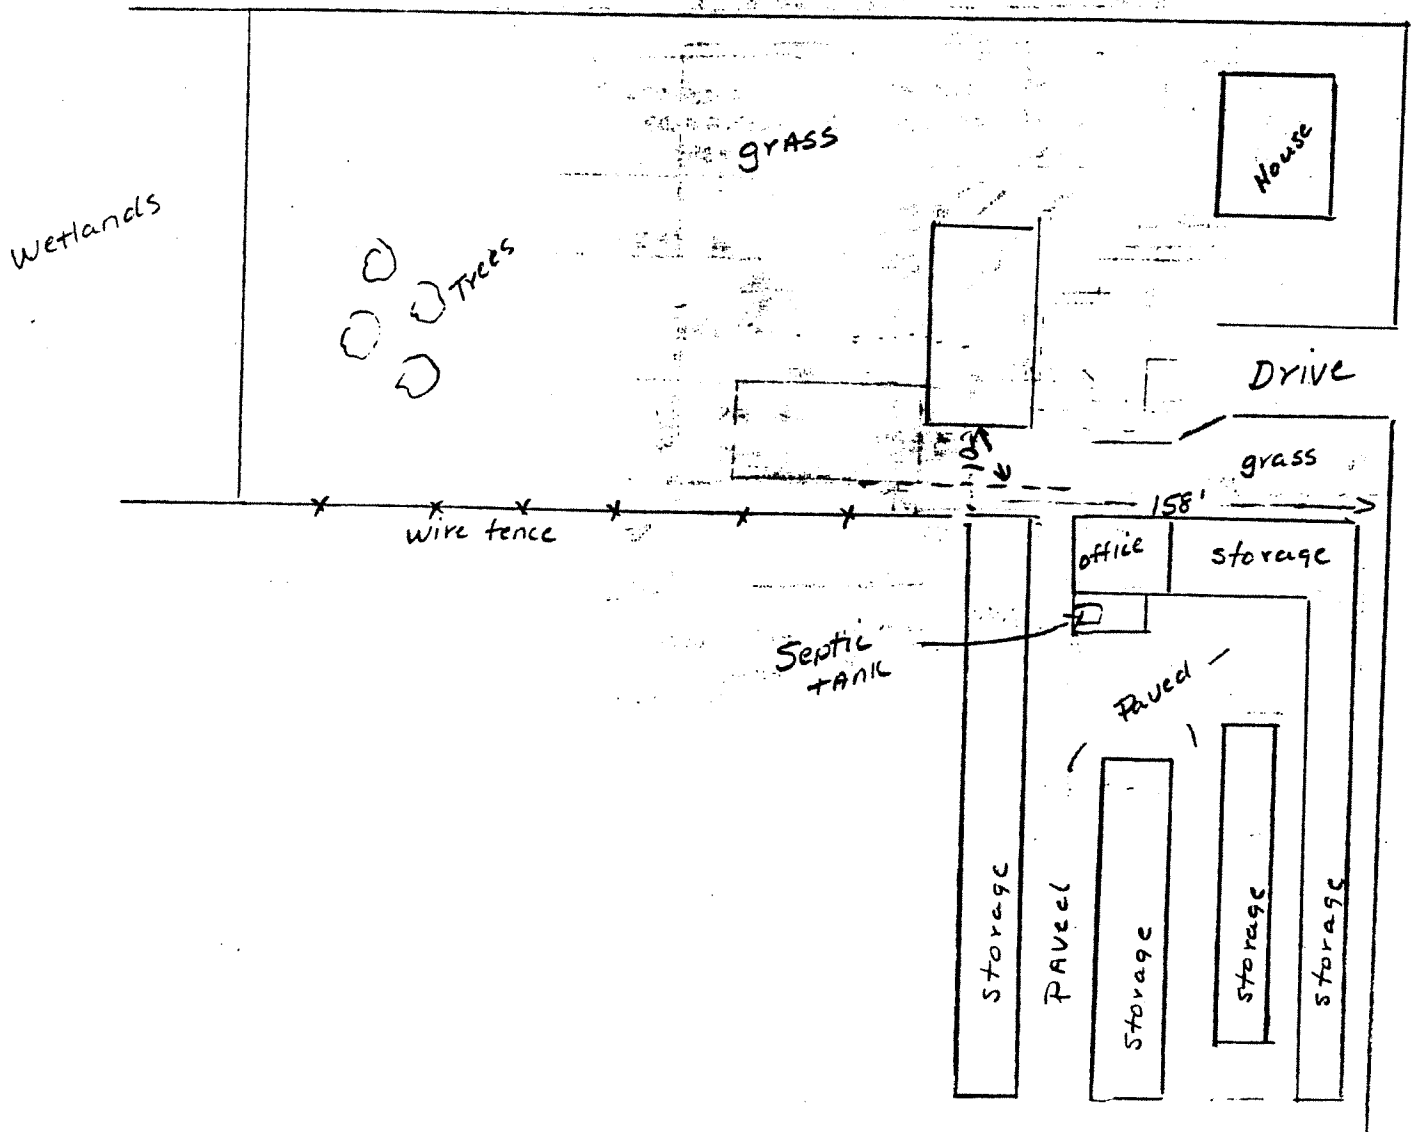 grass
House
Wetlands
Trees
Drive
10'
grass
158'
wire fence
office
storage
Septic
tank
Paved
storage
Paved
storage
storage
storage